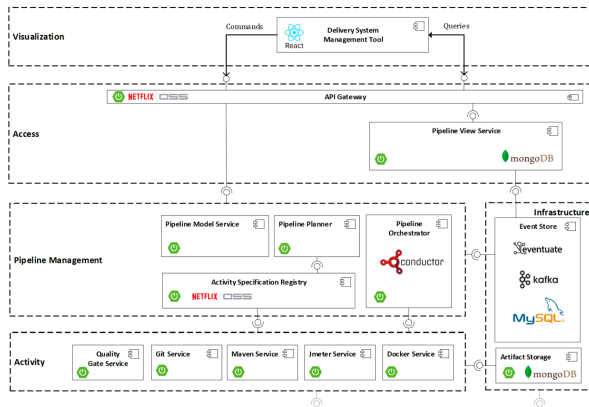 Commands
Queries
Visualization
React
Delivery System
Management Tool
NETFLIX OSS
API Gateway
Access
Pipeline View Service
mongoDB
Infrastructure
Pipeline Management
Pipeline Model Service
Pipeline Planner
Pipeline
Orchestrator
conductor
Event Store
eventuate
kafka
MySQL
Activity Specification Registry
NETFLIX OSS
Activity
Quality
Gate Service
Git Service
Maven Service
Jmeter Service
Docker Service
Artifact Storage
mongoDB